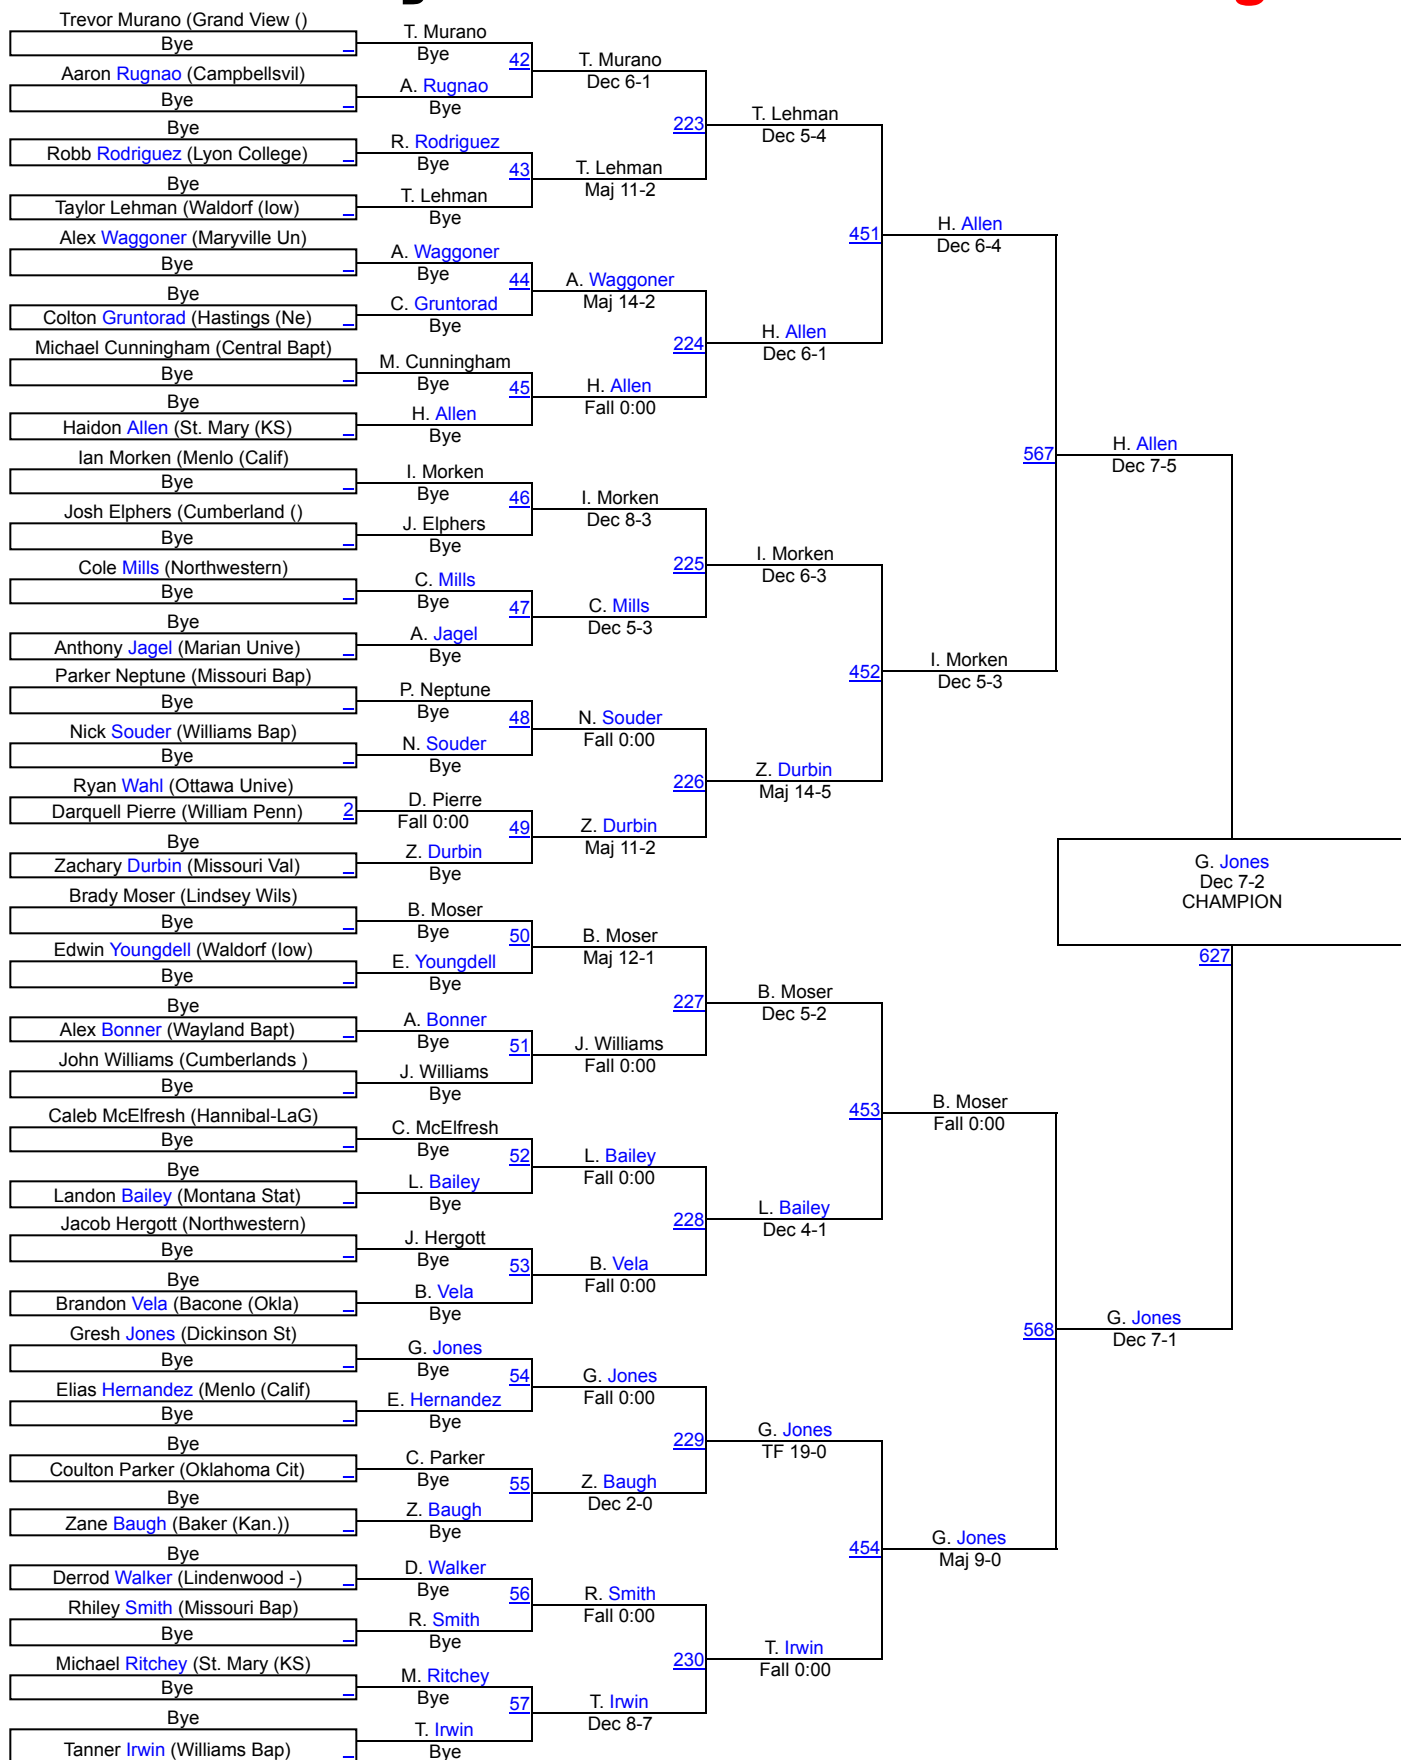 Trevor Murano (Grand View ()
Bye
Aaron Rugnao (Campbellsvil)
Bye
Bye
Robb Rodriguez (Lyon College)
Bye
Taylor Lehman (Waldorf (Iow)
Alex Waggoner (Maryville Un)
Bye
Bye
Colton Gruntorad (Hastings (Ne)
Michael Cunningham (Central Bapt)
Bye
Bye
Haidon Allen (St. Mary (KS)
Ian Morken (Menlo (Calif)
Bye
Josh Elphers (Cumberland ()
Bye
Cole Mills (Northwestern)
Bye
Bye
Anthony Jagel (Marian Unive)
Parker Neptune (Missouri Bap)
Bye
Nick Souder (Williams Bap)
Bye
Ryan Wahl (Ottawa Unive)
Darquell Pierre (William Penn) 2
Bye
Zachary Durbin (Missouri Val)
Brady Moser (Lindsey Wils)
Bye
Edwin Youngdell (Waldorf (Iow)
Bye
Bye
Alex Bonner (Wayland Bapt)
John Williams (Cumberlands )
Bye
Caleb McElfresh (Hannibal-LaG)
Bye
Bye
Landon Bailey (Montana Stat)
Jacob Hergott (Northwestern)
Bye
Bye
Brandon Vela (Bacone (Okla)
Gresh Jones (Dickinson St)
Bye
Elias Hernandez (Menlo (Calif)
Bye
Bye
Coulton Parker (Oklahoma Cit)
Bye
Zane Baugh (Baker (Kan.))
Bye
Derrod Walker (Lindenwood -)
Rhiley Smith (Missouri Bap)
Bye
Michael Ritchey (St. Mary (KS)
Bye
Bye
Tanner Irwin (Williams Bap)
T. Murano
Bye
42
A. Rugnao
Bye
R. Rodriguez
Bye
43
T. Lehman
Bye
A. Waggoner
Bye
44
C. Gruntorad
Bye
M. Cunningham
Bye
45
H. Allen
Bye
I. Morken
Bye
46
J. Elphers
Bye
C. Mills
Bye
47
A. Jagel
Bye
P. Neptune
Bye
48
N. Souder
Bye
D. Pierre
Fall 0:00
49
Z. Durbin
Bye
B. Moser
Bye
50
E. Youngdell
Bye
A. Bonner
Bye
51
J. Williams
Bye
C. McElfresh
Bye
52
L. Bailey
Bye
J. Hergott
Bye
53
B. Vela
Bye
G. Jones
Bye
54
E. Hernandez
Bye
C. Parker
Bye
55
Z. Baugh
Bye
D. Walker
Bye
56
R. Smith
Bye
M. Ritchey
Bye
57
T. Irwin
Bye
T. Murano
Dec 6-1
223
T. Lehman
Maj 11-2
A. Waggoner
Maj 14-2
224
H. Allen
Fall 0:00
I. Morken
Dec 8-3
225
C. Mills
Dec 5-3
N. Souder
Fall 0:00
226
Z. Durbin
Maj 11-2
B. Moser
Maj 12-1
227
J. Williams
Fall 0:00
L. Bailey
Fall 0:00
228
B. Vela
Fall 0:00
G. Jones
Fall 0:00
229
Z. Baugh
Dec 2-0
R. Smith
Fall 0:00
230
T. Irwin
Dec 8-7
T. Lehman
Dec 5-4
451
H. Allen
Dec 6-1
I. Morken
Dec 6-3
452
Z. Durbin
Maj 14-5
B. Moser
Dec 5-2
453
L. Bailey
Dec 4-1
G. Jones
TF 19-0
454
T. Irwin
Fall 0:00
H. Allen
Dec 6-4
567
I. Morken
Dec 5-3
B. Moser
Fall 0:00
568
G. Jones
Maj 9-0
H. Allen
Dec 7-5
G. Jones
Dec 7-2
CHAMPION
627
G. Jones
Dec 7-1